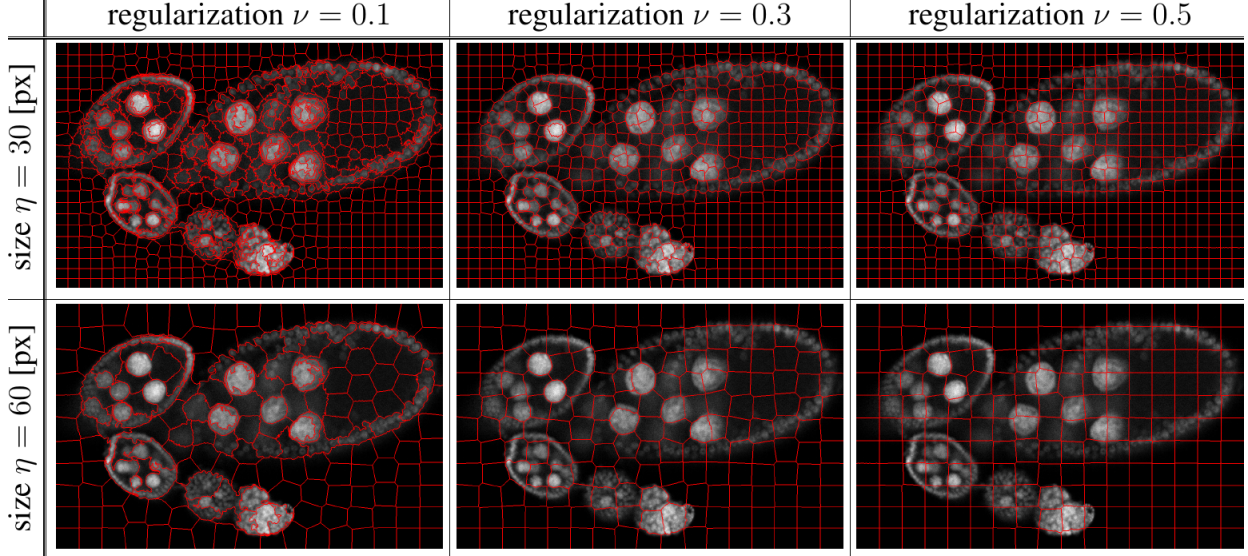 regularization ν = 0.1 regularization ν = 0.3 regularization ν = 0.5
size η = 30 [px]
size η = 60 [px]